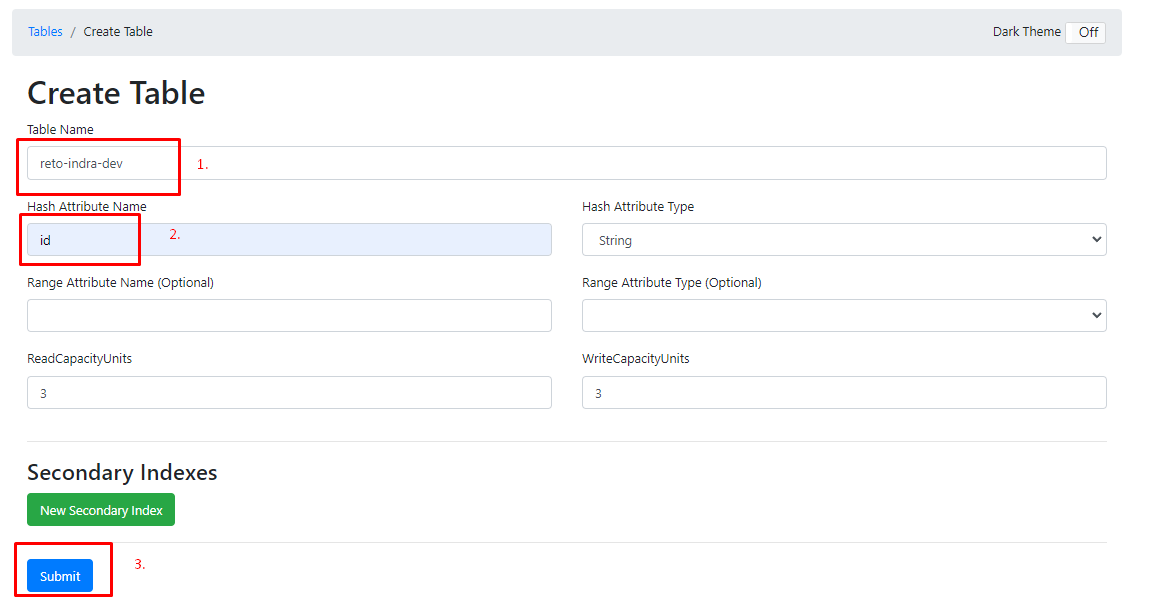 Tables / Create Table
Dark Theme Off
Create Table
Table Name
reto-indra-dev
1.
Hash Attribute Name
Hash Attribute Type
id
2.
String
Range Attribute Name (Optional)
Range Attribute Type (Optional)
ReadCapacityUnits
WriteCapacityUnits
3
3
Secondary Indexes
New Secondary Index
Submit
3.